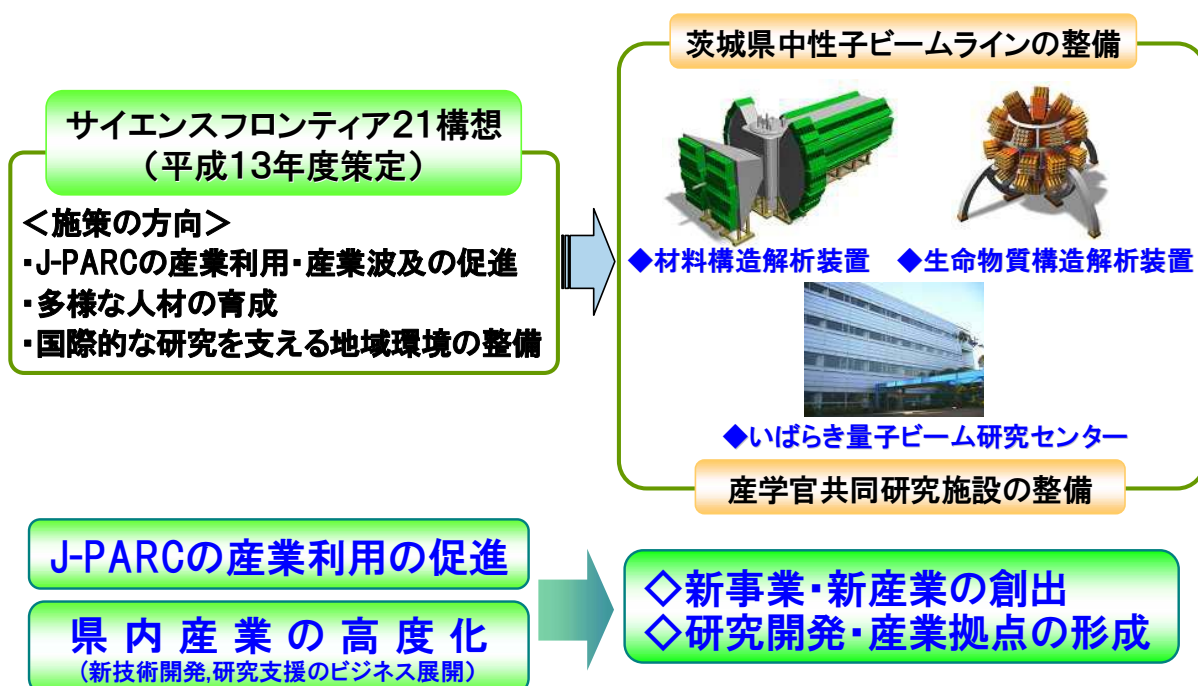 サイエンスフロンティア21構想
(平成13年度策定)
<施策の方向>
・J-PARCの産業利用・産業波及の促進
・多様な人材の育成
・国際的な研究を支える地域環境の整備
茨城県中性子ビームラインの整備
◆材料構造解析装置
◆生命物質構造解析装置
◆いばらき量子ビーム研究センター
産学官共同研究施設の整備
J-PARCの産業利用の促進
県内産業の高度化
(新技術開発,研究支援のビジネス展開)
◇新事業・新産業の創出
◇研究開発・産業拠点の形成